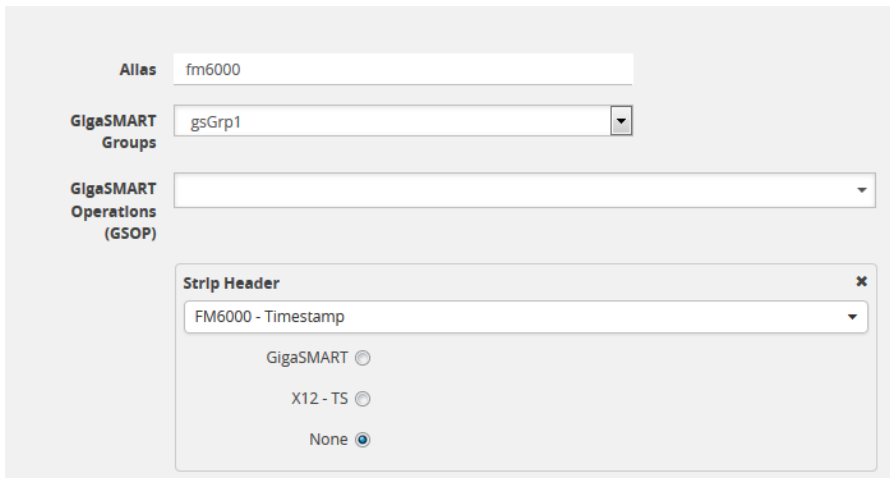 Alias fm6000
GigaSMART
Groups
gsGrp1
GigaSMART
Operations
(GSOP)
Strip Header
FM6000 - Timestamp
GigaSMART
X12 - TS
None